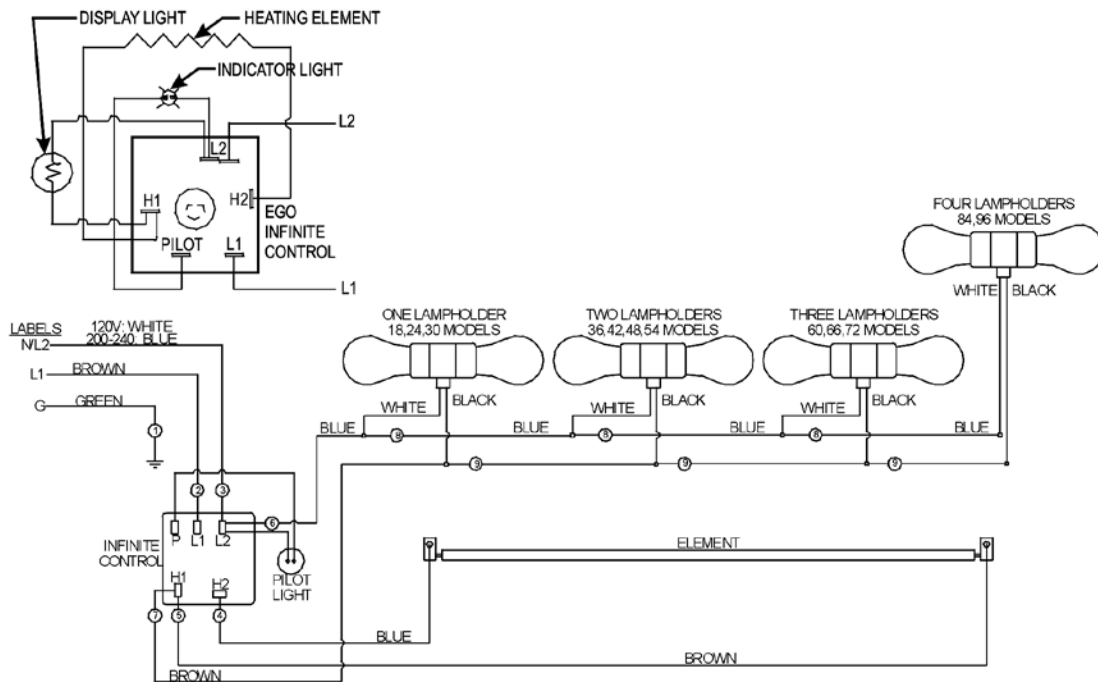 DISPLAY LIGHT
HEATING ELEMENT
INDICATOR LIGHT
L2
L2
H1
H2
EGO
INFINITE
CONTROL
PILOT
L1
L1
FOUR LAMPHOLDERS
84,96 MODELS
WHITE
BLACK
LABELS
120V: WHITE
200-240: BLUE
N/L2
L1
BROWN
G
GREEN
1
ONE LAMPHOLDER
18,24,30 MODELS
TWO LAMPHOLDERS
36,42,48,54 MODELS
THREE LAMPHOLDERS
60,66,72 MODELS
WHITE
BLACK
WHITE
BLACK
WHITE
BLACK
BLUE
8
BLUE
8
BLUE
8
BLUE
9
9
9
2
3
6
P
L1
L2
INFINITE
CONTROL
PILOT
LIGHT
H1
H2
ELEMENT
7
5
4
BLUE
BROWN
BROWN